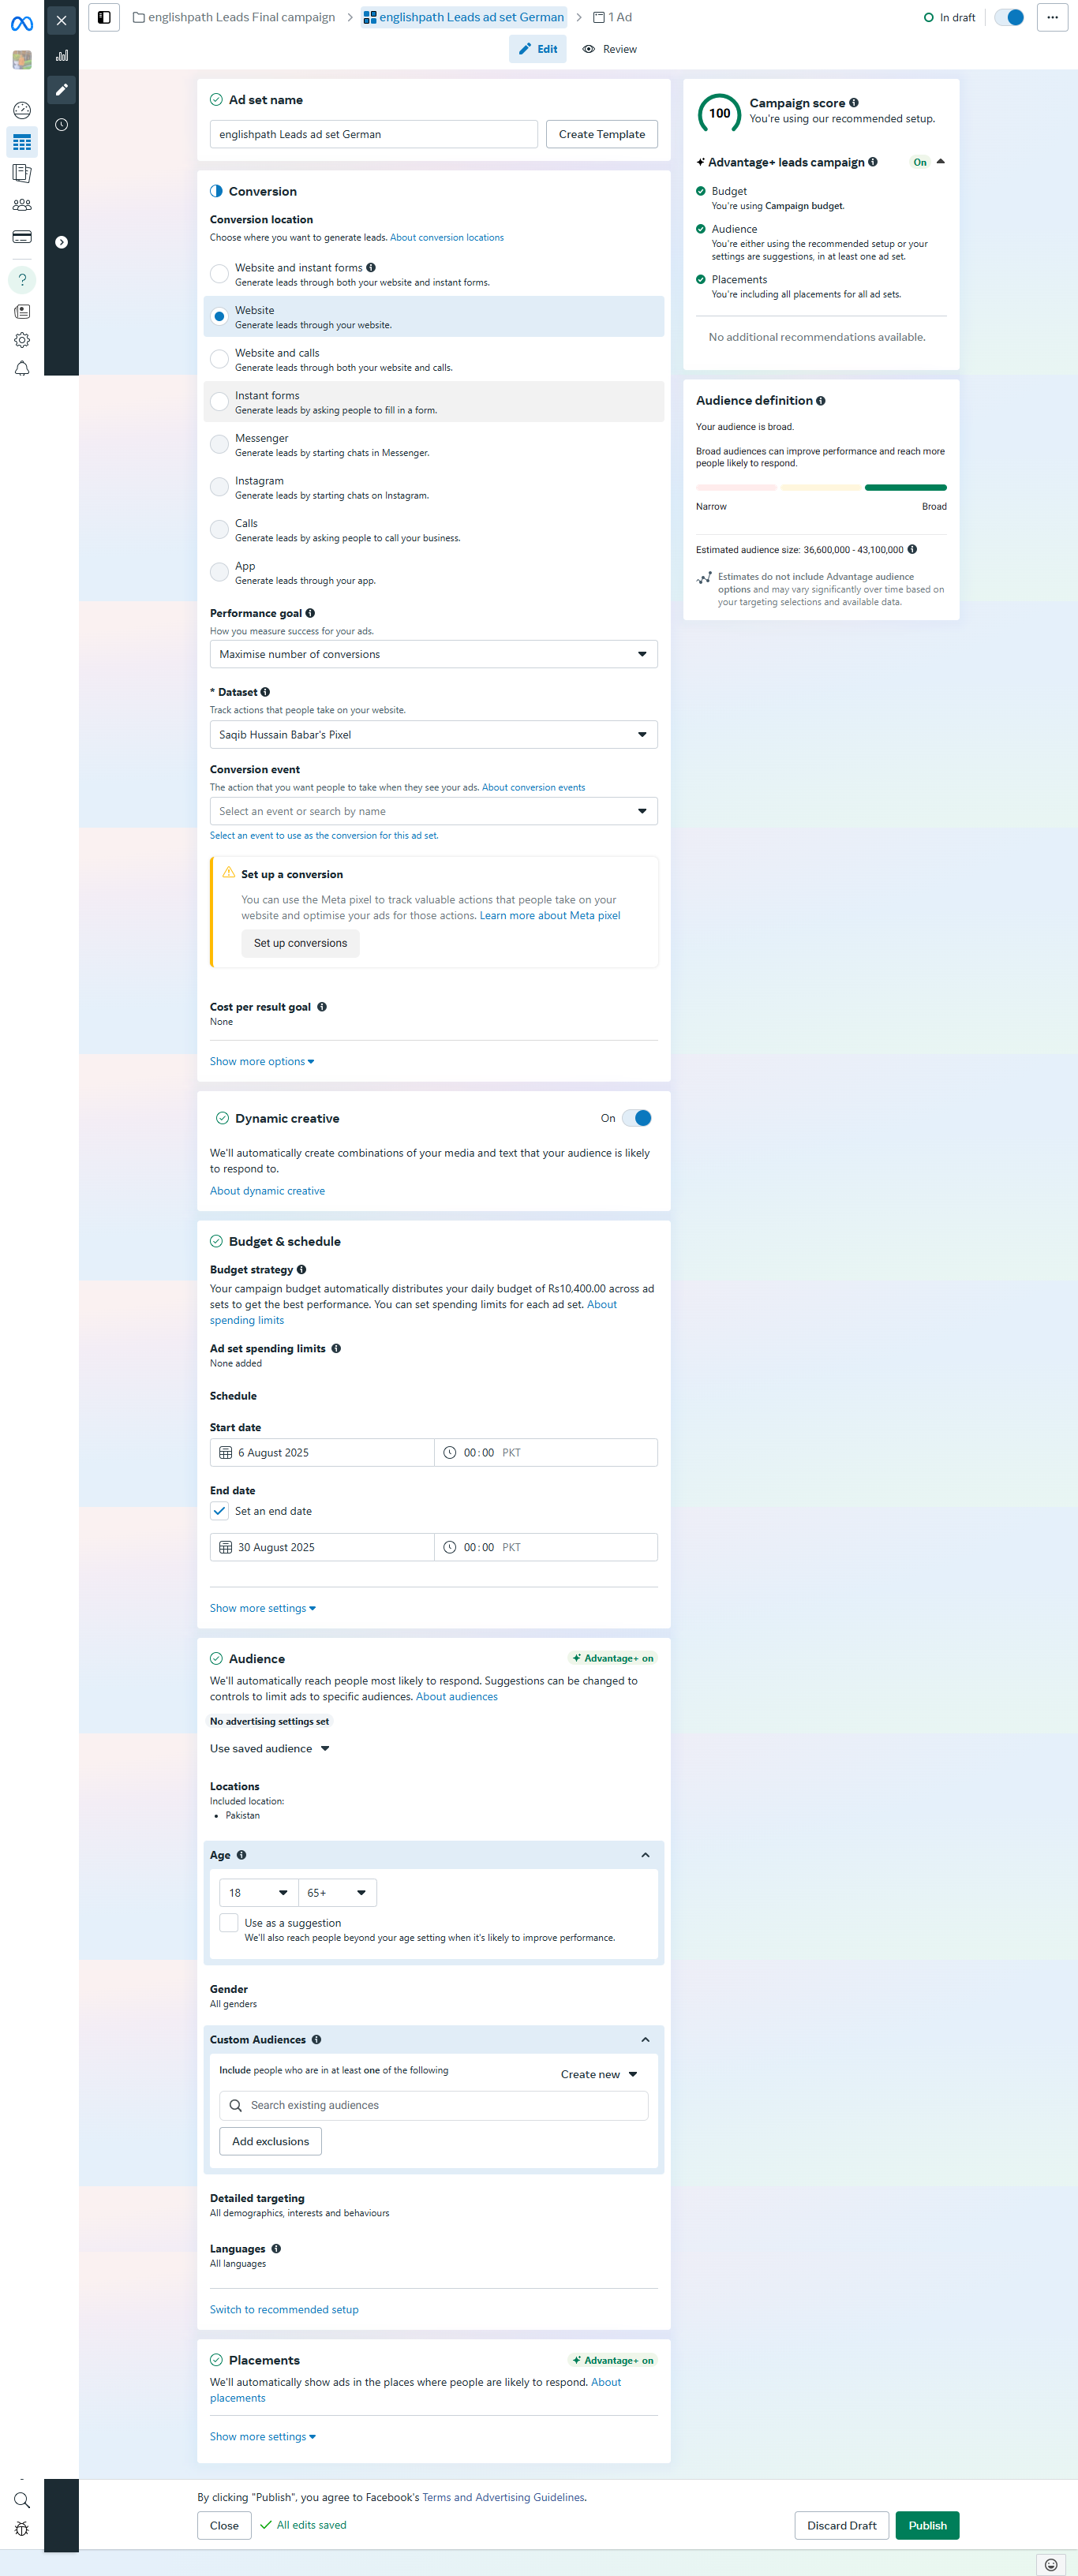 englishpath Leads Final campaign
englishpath Leads ad set German
1 Ad
In draft
Edit
Review
Ad set name
englishpath Leads ad set German
Create Template
Conversion
Conversion location
Choose where you want to generate leads. About conversion locations
Website and instant forms
Generate leads through both your website and instant forms.
Website
Generate leads through your website.
Website and calls
Generate leads through both your website and calls.
Instant forms
Generate leads by asking people to fill in a form.
Messenger
Generate leads by starting chats in Messenger.
Instagram
Generate leads by starting chats on Instagram.
Calls
Generate leads by asking people to call your business.
App
Generate leads through your app.
Performance goal
How you measure success for your ads.
Maximise number of conversions
* Dataset
Track actions that people take on your website.
Saqib Hussain Babar's Pixel
Conversion event
The action that you want people to take when they see your ads. About conversion events
Select an event or search by name
Select an event to use as the conversion for this ad set.
Set up a conversion
You can use the Meta pixel to track valuable actions that people take on your
website and optimise your ads for those actions. Learn more about Meta pixel
Set up conversions
Cost per result goal
None
Show more options
Dynamic creative
On
We'll automatically create combinations of your media and text that your audience is likely
to respond to.
About dynamic creative
Budget & schedule
Budget strategy
Your campaign budget automatically distributes your daily budget of Rs10,400.00 across ad
sets to get the best performance. You can set spending limits for each ad set. About
spending limits
Ad set spending limits
None added
Schedule
Start date
6 August 2025
00:00 PKT
End date
Set an end date
30 August 2025
00:00 PKT
Show more settings
Audience
Advantage+ on
We'll automatically reach people most likely to respond. Suggestions can be changed to
controls to limit ads to specific audiences. About audiences
No advertising settings set
Use saved audience
Locations
Included location:
• Pakistan
Age
18
65+
Use as a suggestion
We'll also reach people beyond your age setting when it's likely to improve performance.
Gender
All genders
Custom Audiences
Include people who are in at least one of the following
Create new
Search existing audiences
Add exclusions
Detailed targeting
All demographics, interests and behaviours
Languages
All languages
Switch to recommended setup
Placements
Advantage+ on
We'll automatically show ads in the places where people are likely to respond. About
placements
Show more settings
100
Campaign score
You're using our recommended setup.
Advantage+ leads campaign
On
Budget
You're using Campaign budget.
Audience
You're either using the recommended setup or your
settings are suggestions, in at least one ad set.
Placements
You're including all placements for all ad sets.
No additional recommendations available.
Audience definition
Your audience is broad.
Broad audiences can improve performance and reach more
people likely to respond.
Narrow
Broad
Estimated audience size: 36,600,000 - 43,100,000
Estimates do not include Advantage audience
options and may vary significantly over time based on
your targeting selections and available data.
By clicking "Publish", you agree to Facebook's Terms and Advertising Guidelines.
Close
All edits saved
Discard Draft
Publish